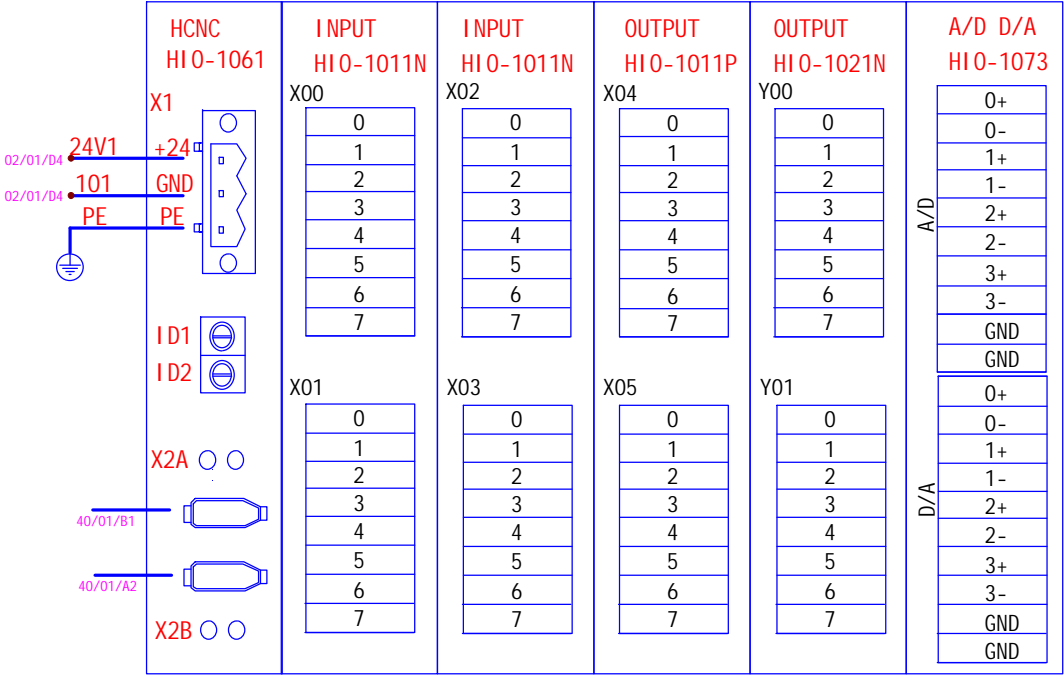 HCNC
HIO-1061
X1
24V1
+24
02/01/D4
101
GND
02/01/D4
PE
PE
ID1
ID2
X2A
40/01/B1
40/01/A2
X2B
INPUT
HIO-1011N
X00
0
1
2
3
4
5
6
7
X01
0
1
2
3
4
5
6
7
INPUT
HIO-1011N
X02
0
1
2
3
4
5
6
7
X03
0
1
2
3
4
5
6
7
OUTPUT
HIO-1011P
X04
0
1
2
3
4
5
6
7
X05
0
1
2
3
4
5
6
7
OUTPUT
HIO-1021N
Y00
0
1
2
3
4
5
6
7
Y01
0
1
2
3
4
5
6
7
A/D D/A
HIO-1073
A/D
0+
0-
1+
1-
2+
2-
3+
3-
GND
GND
D/A
0+
0-
1+
1-
2+
2-
3+
3-
GND
GND